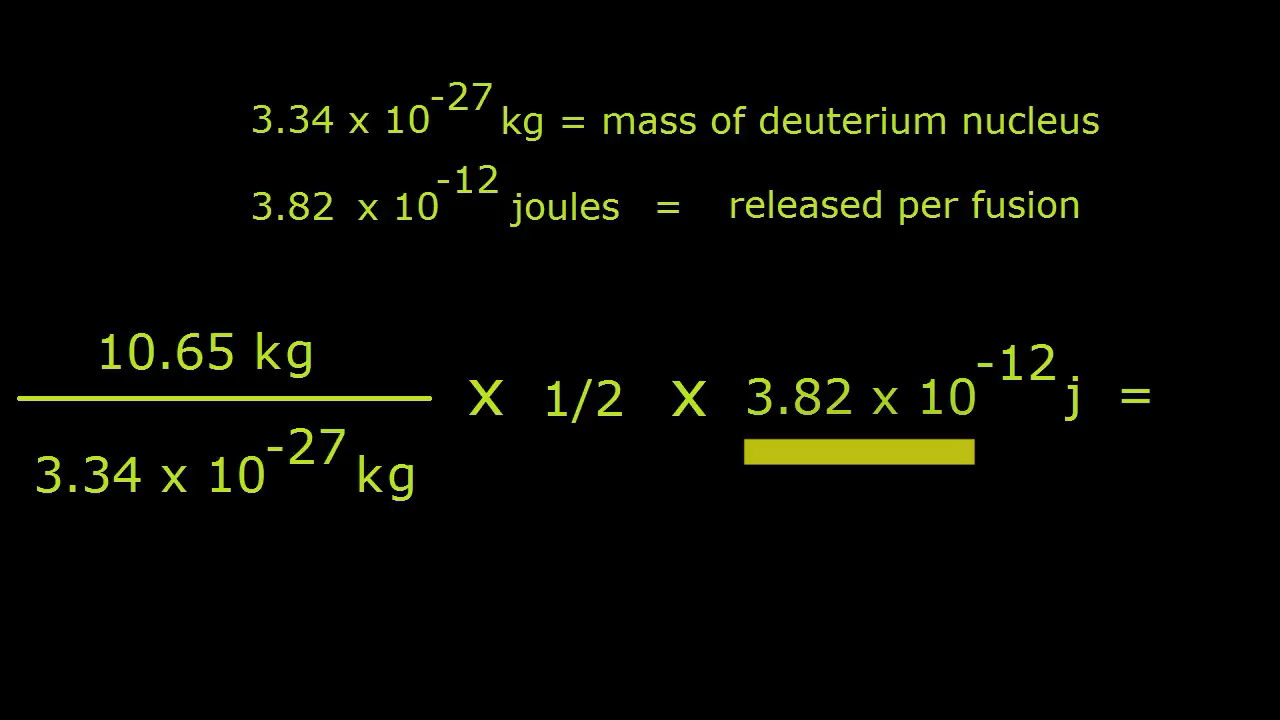 3.34 x 10⁻²⁷ kg = mass of deuterium nucleus
3.82 x 10⁻¹² joules = released per fusion
10.65 kg
x 1/2 x 3.82 x 10⁻¹² j =
3.34 x 10⁻²⁷ kg